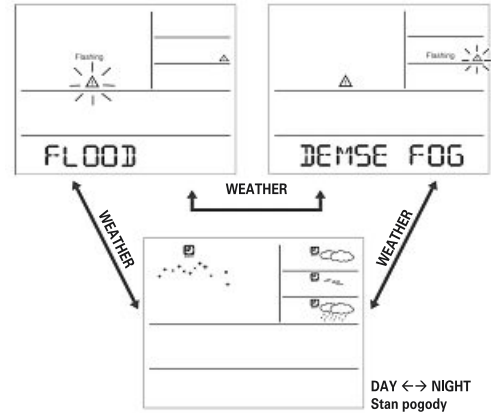 Flashing
FLOOD
Flashing
DEMSE FOG
WEATHER
WEATHER
WEATHER
DAY ←→ NIGHT
Stan pogody